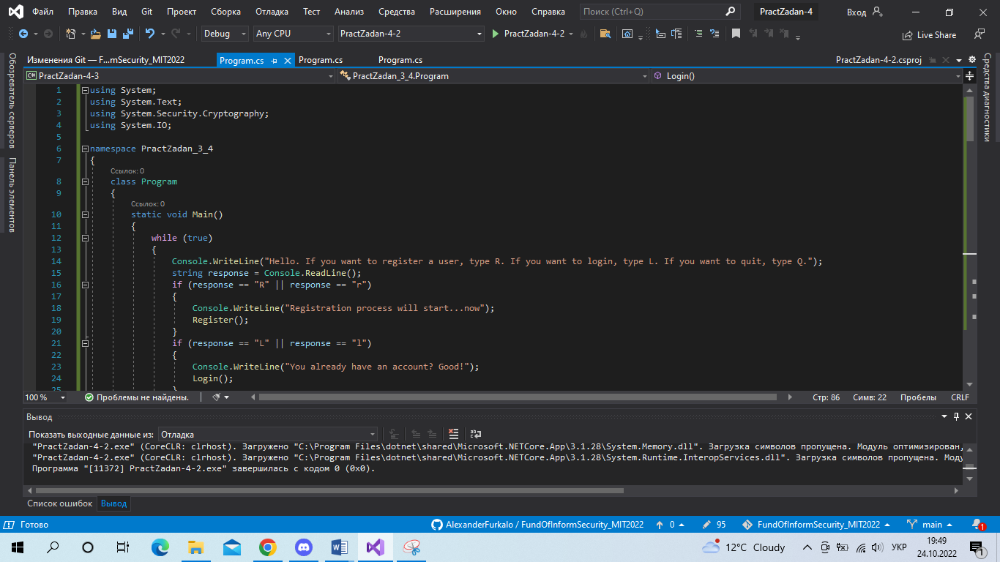 Файл Правка Вид Git Проект Сборка Отладка Тест Анализ Средства Расширения Окно Справка Поиск (Ctrl+Q) PractZadan-4 Вход
Debug Any CPU PractZadan-4-2 PractZadan-4-2 Live Share
Изменения Git — F...mSecurity_MIT2022 Program.cs Program.cs Program.cs PractZadan-4-2.csproj
Обозреватель серверов
Панель элементов
Средства диагностики
C# PractZadan-4-3 PractZadan_3_4.Program Login()
1 using System;
2 using System.Text;
3 using System.Security.Cryptography;
4 using System.IO;
5
6 namespace PractZadan_3_4
7 {
Ссылок: 0
8 class Program
9 {
Ссылок: 0
10 static void Main()
11 {
12 while (true)
13 {
14 Console.WriteLine("Hello. If you want to register a user, type R. If you want to login, type L. If you want to quit, type Q.");
15 string response = Console.ReadLine();
16 if (response == "R" || response == "r")
17 {
18 Console.WriteLine("Registration process will start...now");
19 Register();
20 }
21 if (response == "L" || response == "l")
22 {
23 Console.WriteLine("You already have an account? Good!");
24 Login();
25 }
100 % Проблемы не найдены. Стр: 86 Симв: 22 Пробелы CRLF
Вывод
Показать выходные данные из: Отладка
"PractZadan-4-2.exe" (CoreCLR: clrhost). Загружено "C:\Program Files\dotnet\shared\Microsoft.NETCore.App\3.1.28\System.Memory.dll". Загрузка символов пропущена. Модуль оптимизирован,
"PractZadan-4-2.exe" (CoreCLR: clrhost). Загружено "C:\Program Files\dotnet\shared\Microsoft.NETCore.App\3.1.28\System.Runtime.InteropServices.dll". Загрузка символов пропущена. Моду
Программа "[11372] PractZadan-4-2.exe" завершилась с кодом 0 (0x0).
Список ошибок Вывод
Готово AlexanderFurkalo / FundOfInformSecurity_MIT2022 0 95 FundOfInformSecurity_MIT2022 main 1
12°C Cloudy УКР 19:49
24.10.2022 1